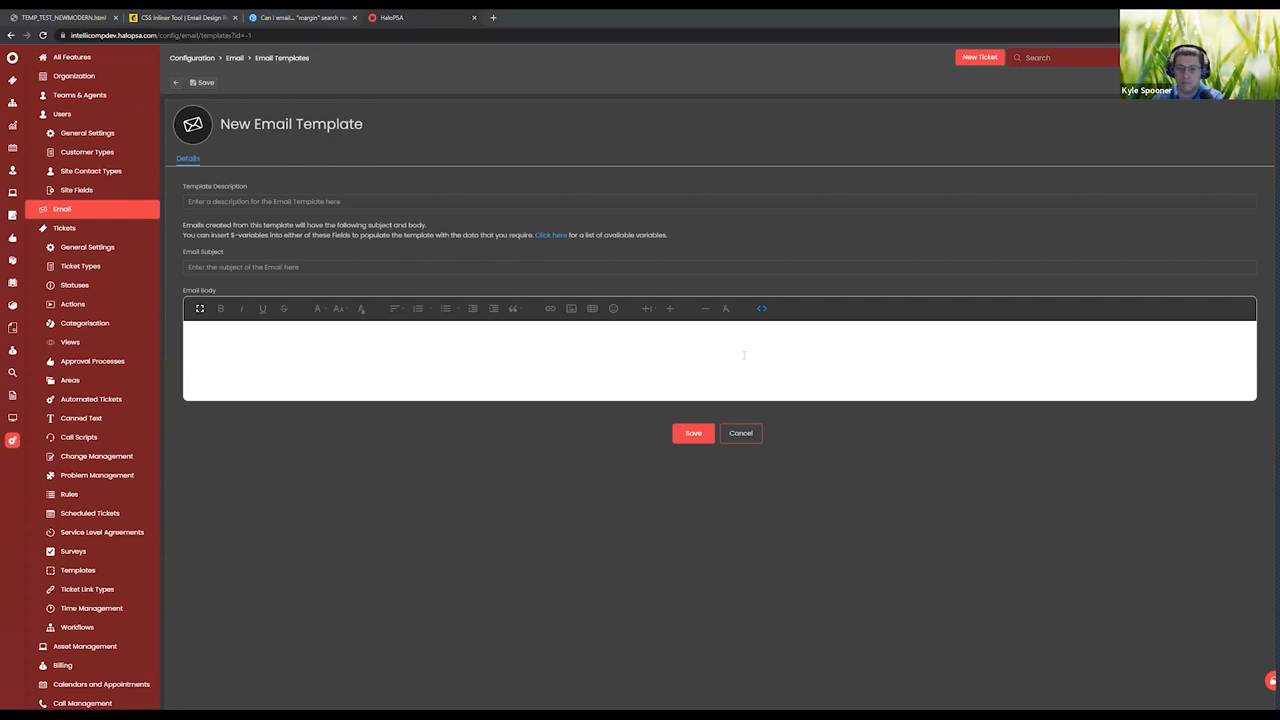 TEMP_TEST_NEWMODERN.html
CSS Inliner Tool | Email Design R
Can I email... "margin" search re
HaloPSA
intellicompdev.halopsa.com/config/email/templates?id=-1
All Features
Organization
Teams & Agents
Users
General Settings
Customer Types
Site Contact Types
Site Fields
Email
Tickets
General Settings
Ticket Types
Statuses
Actions
Categorisation
Views
Approval Processes
Areas
Automated Tickets
Canned Text
Call Scripts
Change Management
Problem Management
Rules
Scheduled Tickets
Service Level Agreements
Surveys
Templates
Ticket Link Types
Time Management
Workflows
Asset Management
Billing
Calendars and Appointments
Call Management
Configuration > Email > Email Templates
New Ticket
Search
Save
New Email Template
Details
Template Description
Enter a description for the Email Template here
Emails created from this template will have the following subject and body.
You can insert $-variables into either of these Fields to populate the template with the data that you require. Click here for a list of available variables.
Email Subject
Enter the subject of the Email here
Email Body
Save
Cancel
Kyle Spooner